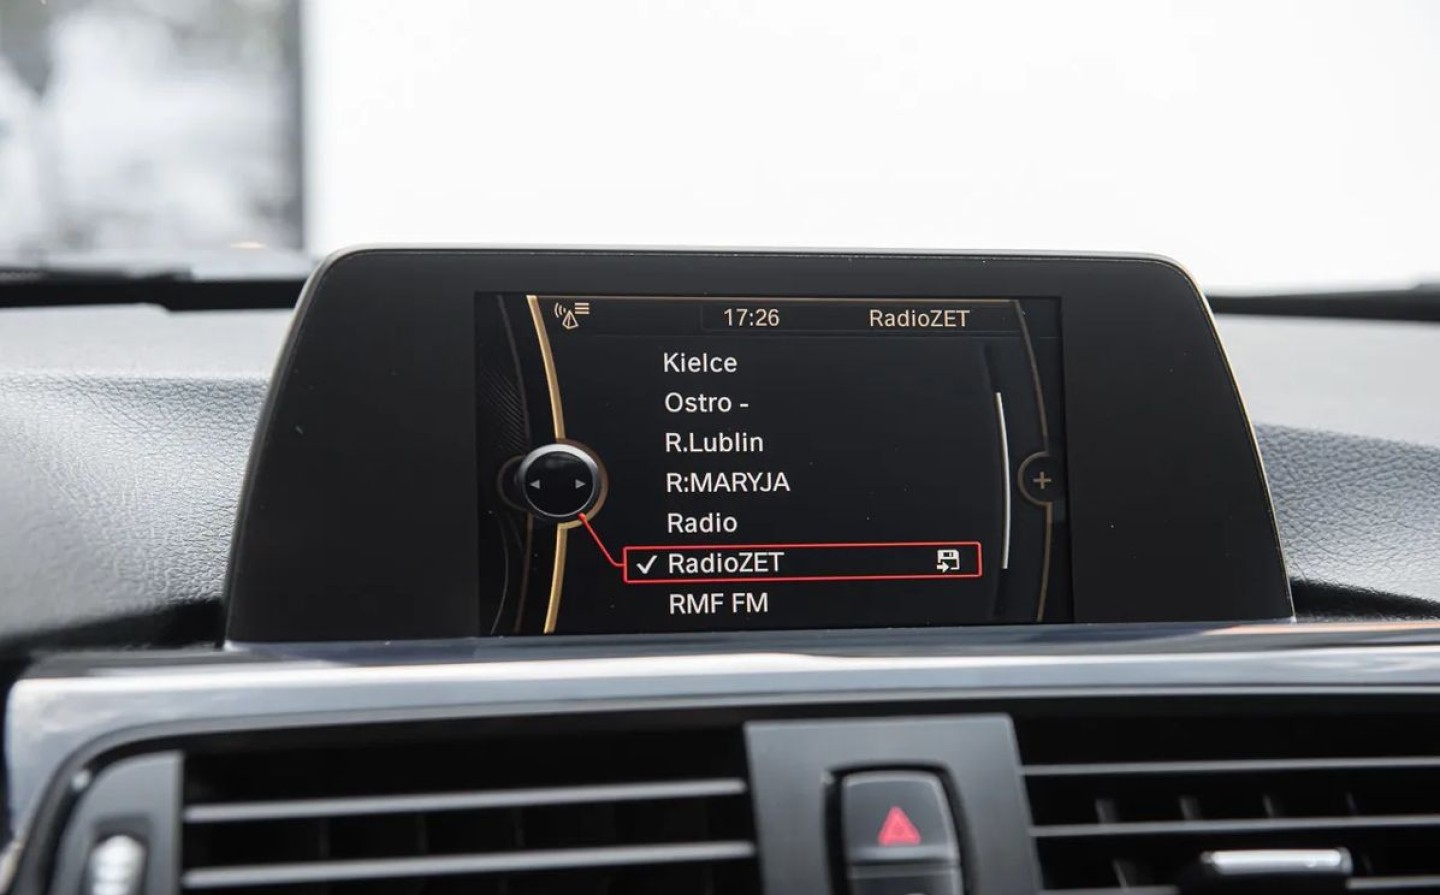 17:26 RadioZET
Kielce
Ostro -
R.Lublin
R:MARYJA
Radio
✓ RadioZET
RMF FM